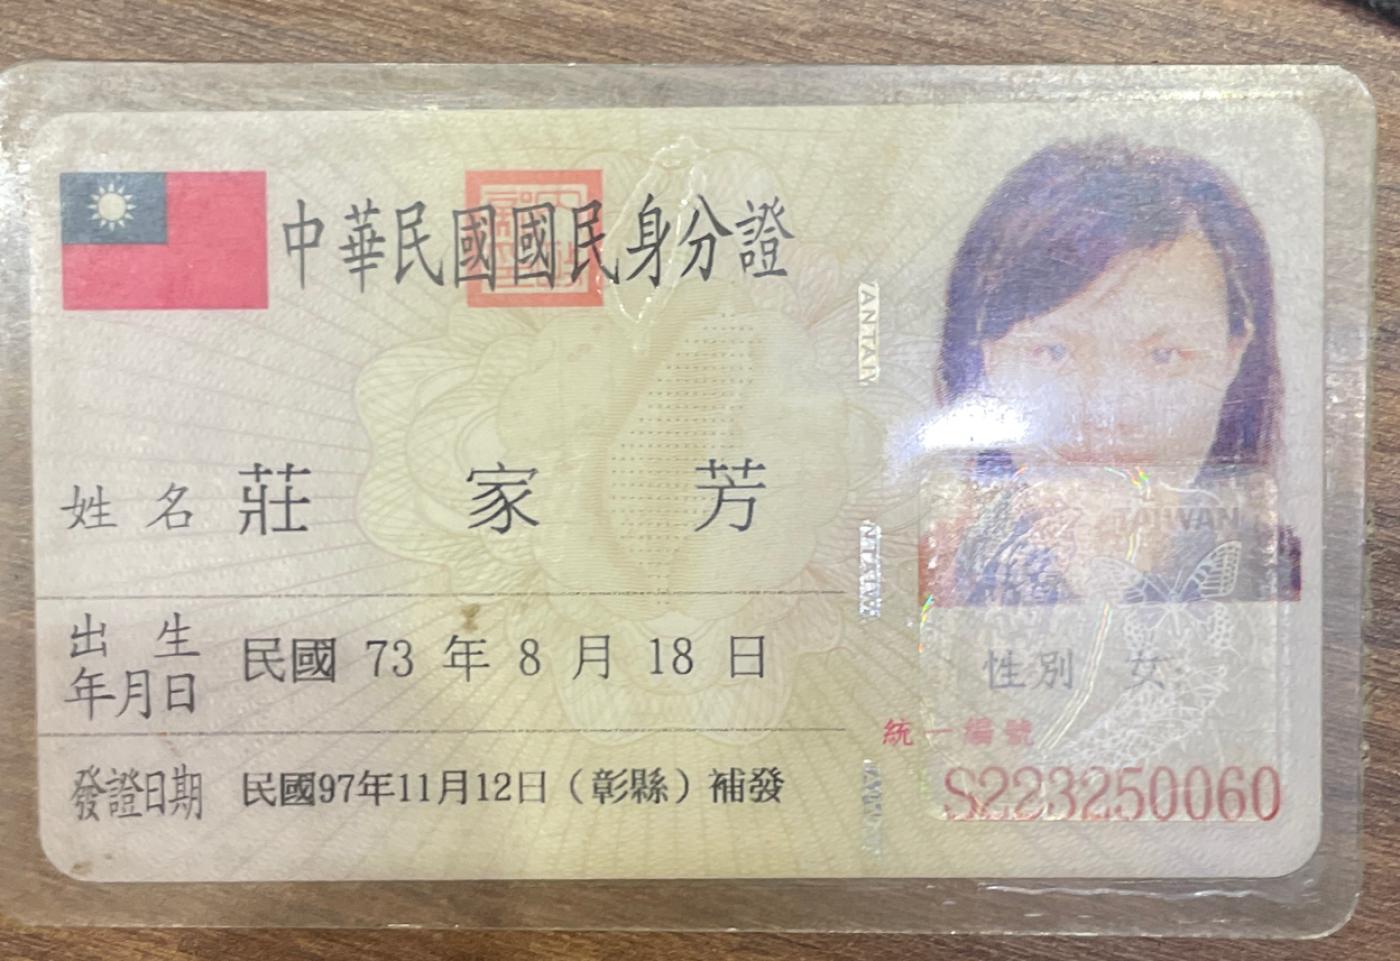 中華民國國民身分證
姓名 莊家芳
出生年月日 民國 73 年 8 月 18 日
發證日期 民國97年11月12日（彰縣）補發
性別 女
統一編號
S223250060
TAIWAN